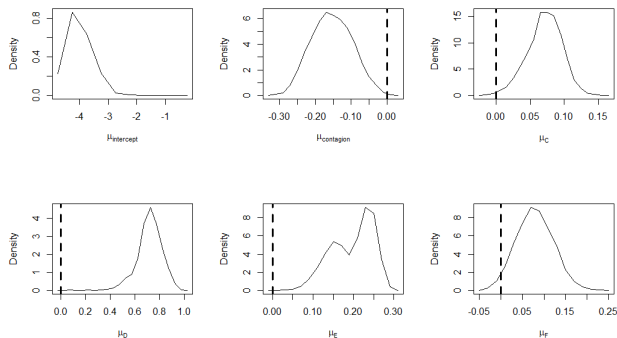 Density
0.0 0.4 0.8
-4 -3 -2 -1
μintercept
Density
0 2 4 6
-0.30 -0.20 -0.10 0.00
μcontagion
Density
0 5 10 15
0.00 0.05 0.10 0.15
μC
Density
0 1 2 3 4
0.0 0.2 0.4 0.6 0.8 1.0
μD
Density
0 2 4 6 8
0.00 0.10 0.20 0.30
μE
Density
0 2 4 6 8
-0.05 0.05 0.15 0.25
μF